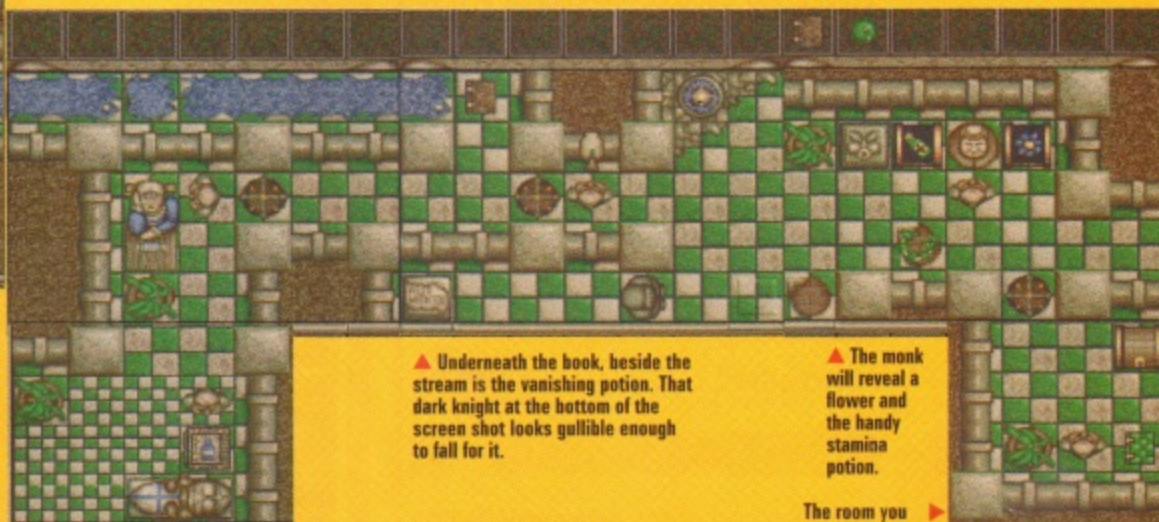 ▲ Underneath the book, beside the
stream is the vanishing potion. That
dark knight at the bottom of the
screen shot looks gullible enough
to fall for it.
▲ The monk
will reveal a
flower and
the handy
stamina
potion.
The room you ▶